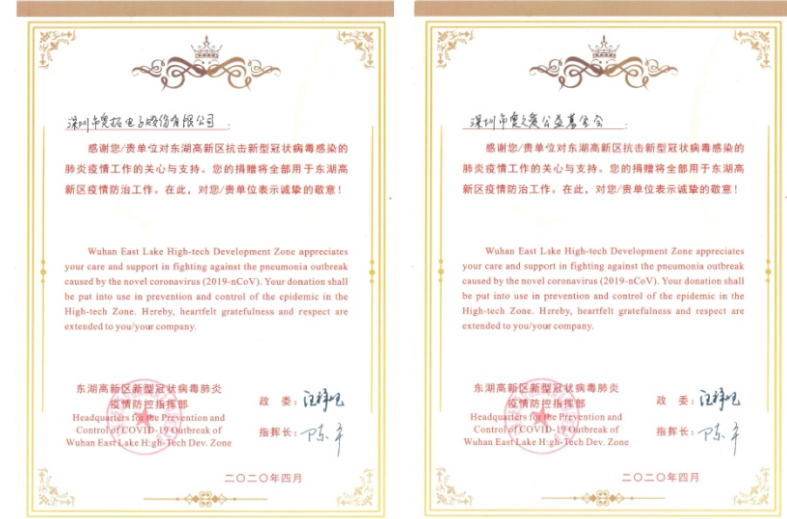 深圳市奥拓电子股份有限公司：
感谢您/贵单位对东湖高新区抗击新型冠状病毒感染的
肺炎疫情工作的关心与支持。您的捐赠将全部用于东湖高
新区疫情防治工作。在此，对您/贵单位表示诚挚的敬意！
Wuhan East Lake High-tech Development Zone appreciates
your care and support in fighting against the pneumonia outbreak
caused by the novel coronavirus (2019-nCoV). Your donation shall
be put into use in prevention and control of the epidemic in the
High-tech Zone. Hereby, heartfelt gratefulness and respect are
extended to you/your company.
东湖高新区新型冠状病毒肺炎
疫情防控指挥部
Headquarters for the Prevention and
Control of COVID-19 Outbreak of
Wuhan East Lake High-Tech Dev. Zone
政 委：汪祥旺
指挥长：陈平
二〇二〇年四月
深圳市奥之爱公益基金会：
感谢您/贵单位对东湖高新区抗击新型冠状病毒感染的
肺炎疫情工作的关心与支持。您的捐赠将全部用于东湖高
新区疫情防治工作。在此，对您/贵单位表示诚挚的敬意！
Wuhan East Lake High-tech Development Zone appreciates
your care and support in fighting against the pneumonia outbreak
caused by the novel coronavirus (2019-nCoV). Your donation shall
be put into use in prevention and control of the epidemic in the
High-tech Zone. Hereby, heartfelt gratefulness and respect are
extended to you/your company.
东湖高新区新型冠状病毒肺炎
疫情防控指挥部
Headquarters for the Prevention and
Control of COVID-19 Outbreak of
Wuhan East Lake High-Tech Dev. Zone
政 委：汪祥旺
指挥长：陈平
二〇二〇年四月